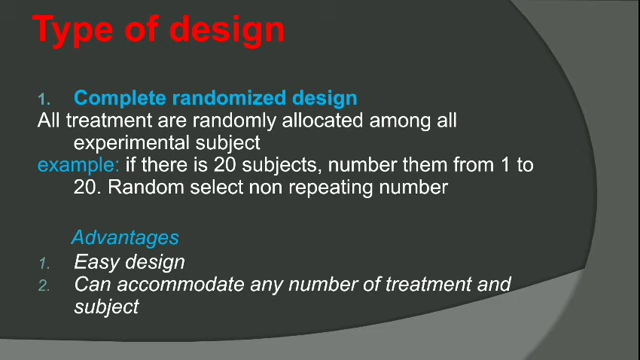 Type of design
1. Complete randomized design
All treatment are randomly allocated among all
experimental subject
example: if there is 20 subjects, number them from 1 to
20. Random select non repeating number
Advantages
1. Easy design
2. Can accommodate any number of treatment and
subject